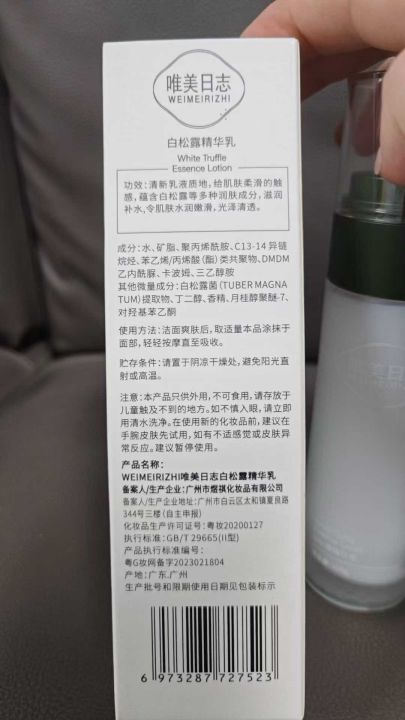 唯美日志
WEIMEIRIZHI
白松露精华乳
White Truffle
Essence Lotion
功效：清新乳液质地，给肌肤柔滑的触
感，蕴含白松露等多种润肤成分，滋润
补水，令肌肤水润嫩滑，光泽清透。
成分：水、矿脂、聚丙烯酰胺、C13-14异链
烷烃、苯乙烯/丙烯酸（酯）类共聚物、DMDM
乙内酰脲、卡波姆、三乙醇胺
其他微量成分：白松露菌（TUBER MAGNA
TUM）提取物、丁二醇、香精、月桂醇聚醚-7、
对羟基苯乙酮
使用方法：洁面爽肤后，取适量本品涂抹于
面部，轻轻按摩直至吸收。
贮存条件：请置于阴凉干燥处，避免阳光直
射或高温。
注意：本产品只供外用，不可食用，请存放于
儿童触及不到的地方。如不慎入眼，请立即
用清水洗净。在使用新的化妆品前，建议在
手腕皮肤先试用，如有不适感觉或皮肤异
常反应。建议暂停使用。
产品名称：
WEIMEIRIZHI唯美日志白松露精华乳
备案人/生产企业：广州市熠祺化妆品有限公司
备案人/生产企业地址：广州市白云区太和镇夏良路
344号三楼（自主申报）
化妆品生产许可证号：粤妆20200127
执行标准：GB/T 29665(II型)
产品执行标准编号：
粤G妆网备字2023021804
产地：广东.广州
生产批号和限期使用日期见包装标示
6 973287 727523